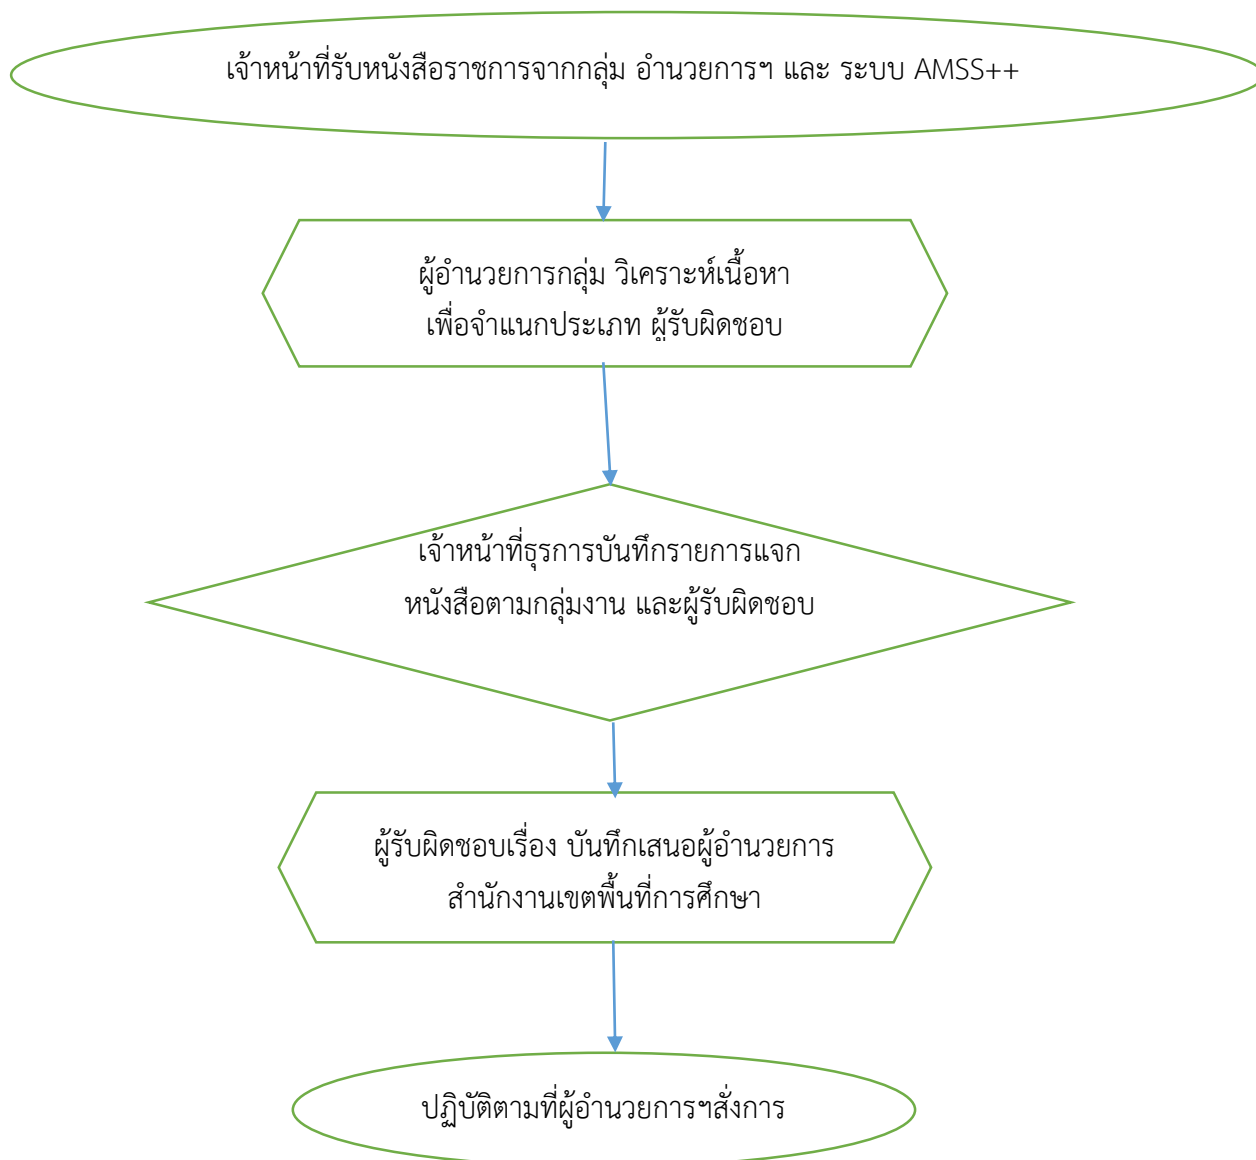 เจ้าหน้าที่รับหนังสือราชการจากกลุ่ม อำนวยการฯ และ ระบบ AMSS++
ผู้อำนวยการกลุ่ม วิเคราะห์เนื้อหา
เพื่อจำแนกประเภท ผู้รับผิดชอบ
เจ้าหน้าที่ธุรการบันทึกรายการแจก
หนังสือตามกลุ่มงาน และผู้รับผิดชอบ
ผู้รับผิดชอบเรื่อง บันทึกเสนอผู้อำนวยการ
สำนักงานเขตพื้นที่การศึกษา
ปฏิบัติตามที่ผู้อำนวยการฯสั่งการ